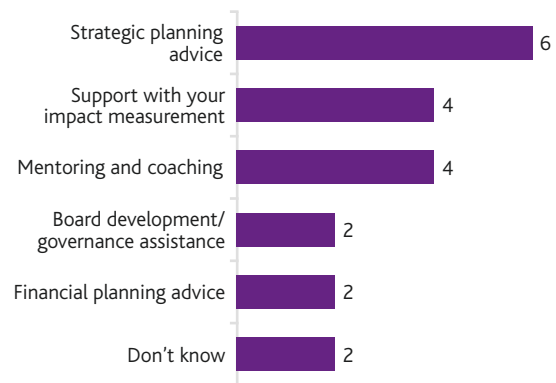 Strategic planning
advice
6
Support with your
impact measurement
4
Mentoring and coaching
4
Board development/
governance assistance
2
Financial planning advice
2
Don’t know
2